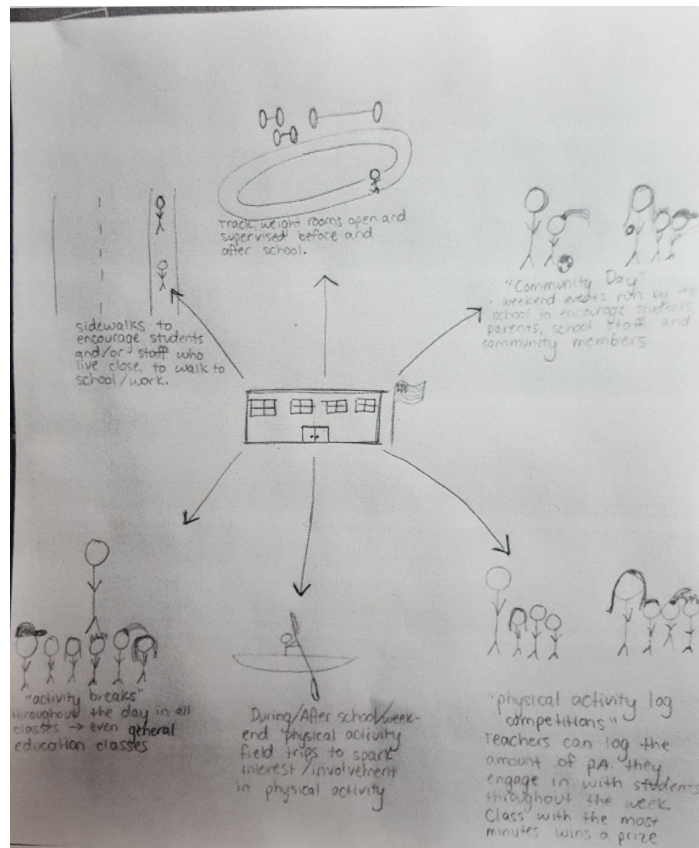 Track, weight rooms open and
supervised before and
after school.
"Community Day"
- weekend events run by
school to encourage students,
parents, school staff and
community members
sidewalks to
encourage students
and/or staff who
live close, to walk to
school/work.
"activity breaks"
throughout the day in all
classes → even general
education classes
During/After school/week-
end physical activity
field trips to spark
interest/involvement
in physical activity
"physical activity log
competitions"
teachers can log the
amount of pA. they
engage in with students
throughout the week.
Class with the most
minutes wins a prize